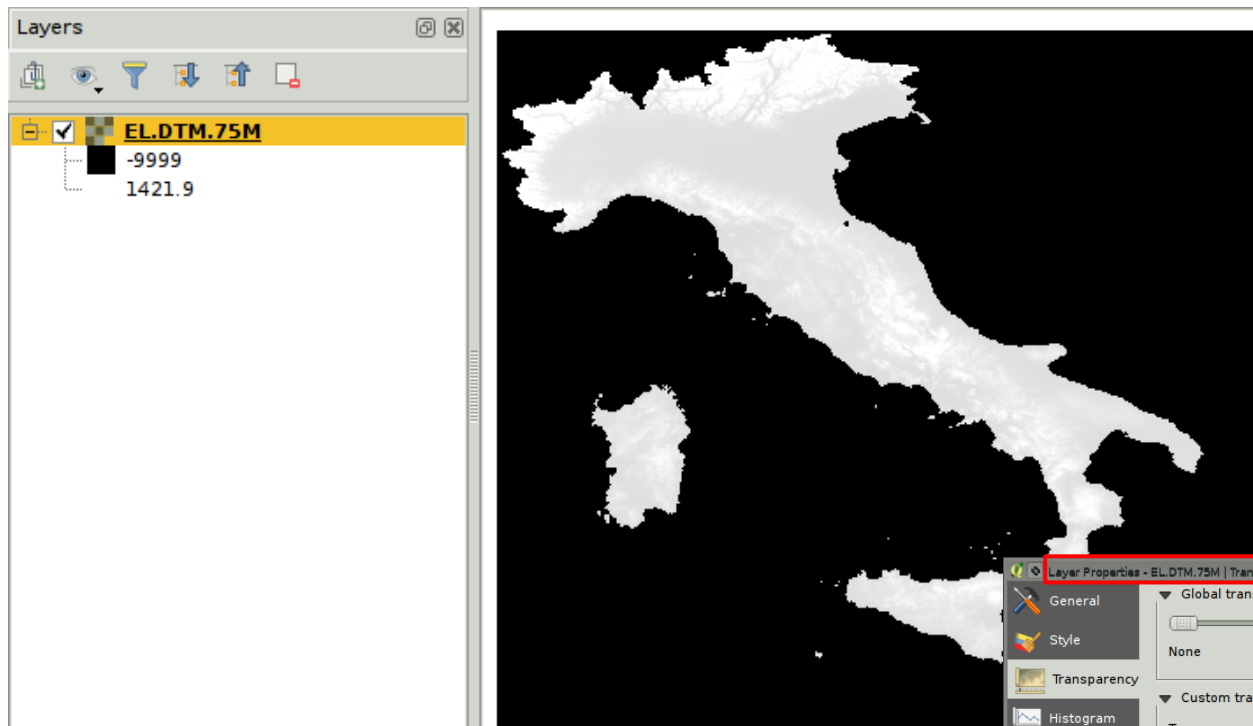 Layers
EL.DTM.75M
-9999
1421.9
Layer Properties - EL.DTM.75M | Tran
General
Style
Transparency
Histogram
Global tran
None
Custom tra